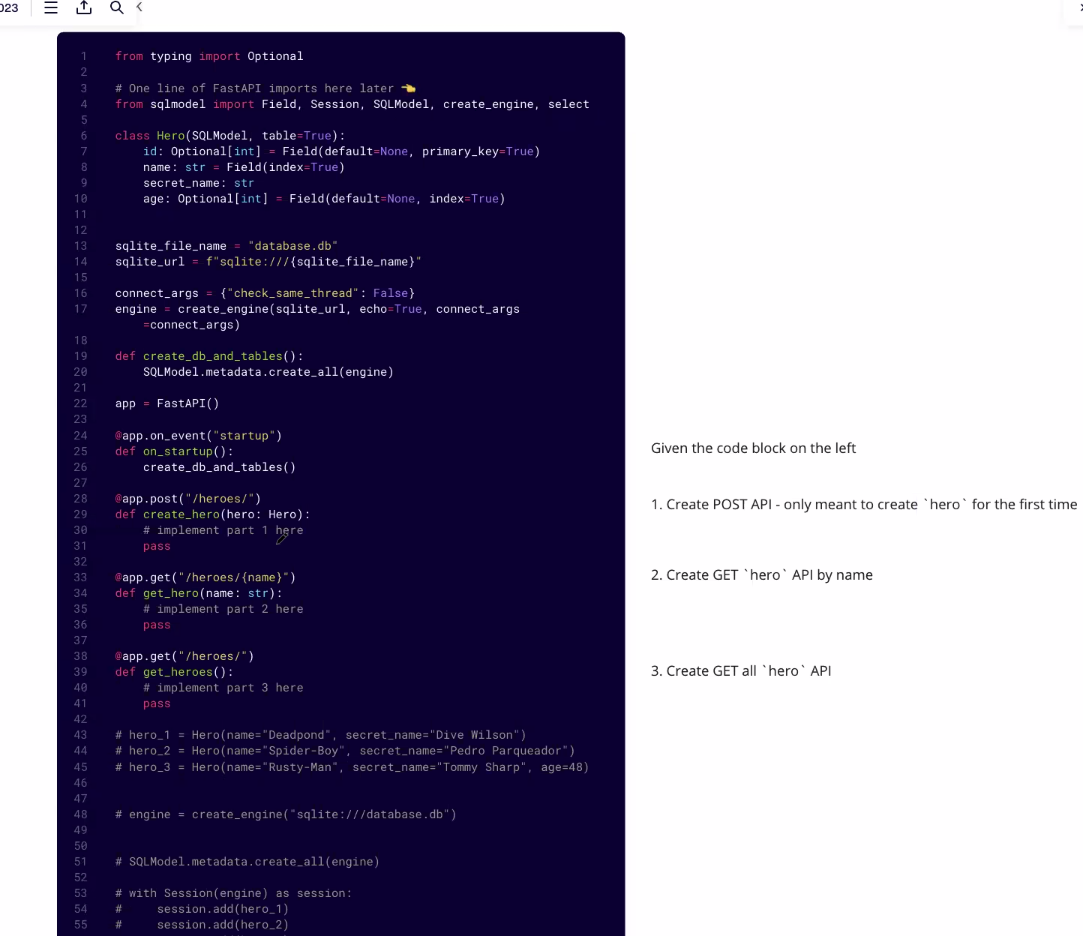 023
1 from typing import Optional
2
3 # One line of FastAPI imports here later 👈
4 from sqlmodel import Field, Session, SQLModel, create_engine, select
5
6 class Hero(SQLModel, table=True):
7     id: Optional[int] = Field(default=None, primary_key=True)
8     name: str = Field(index=True)
9     secret_name: str
10     age: Optional[int] = Field(default=None, index=True)
11
12
13 sqlite_file_name = "database.db"
14 sqlite_url = f"sqlite:///{sqlite_file_name}"
15
16 connect_args = {"check_same_thread": False}
17 engine = create_engine(sqlite_url, echo=True, connect_args
    =connect_args)
18
19 def create_db_and_tables():
20     SQLModel.metadata.create_all(engine)
21
22 app = FastAPI()
23
24 @app.on_event("startup")
25 def on_startup():
26     create_db_and_tables()
27
28 @app.post("/heroes/")
29 def create_hero(hero: Hero):
30     # implement part 1 here
31     pass
32
33 @app.get("/heroes/{name}")
34 def get_hero(name: str):
35     # implement part 2 here
36     pass
37
38 @app.get("/heroes/")
39 def get_heroes():
40     # implement part 3 here
41     pass
42
43 # hero_1 = Hero(name="Deadpond", secret_name="Dive Wilson")
44 # hero_2 = Hero(name="Spider-Boy", secret_name="Pedro Parqueador")
45 # hero_3 = Hero(name="Rusty-Man", secret_name="Tommy Sharp", age=48)
46
47
48 # engine = create_engine("sqlite:///database.db")
49
50
51 # SQLModel.metadata.create_all(engine)
52
53 # with Session(engine) as session:
54 #     session.add(hero_1)
55 #     session.add(hero_2)
Given the code block on the left
1. Create POST API - only meant to create `hero` for the first time
2. Create GET `hero` API by name
3. Create GET all `hero` API